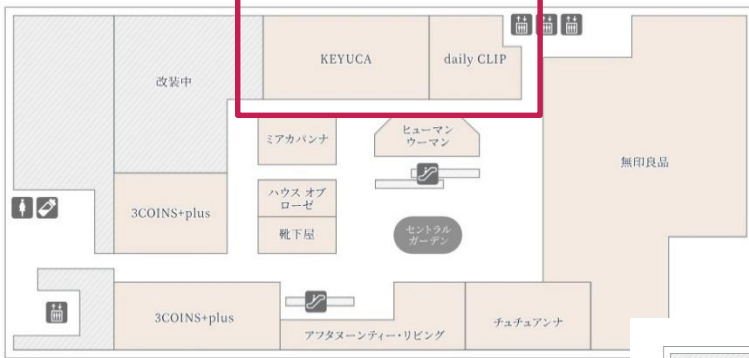 KEYUCA
daily CLIP
改装中
ミアカバンナ
ヒューマン
ウーマン
無印良品
3COINS+plus
ハウス オブ
ローゼ
靴下屋
セントラル
ガーデン
3COINS+plus
アフタヌーンティー・リビング
チュチュアンナ